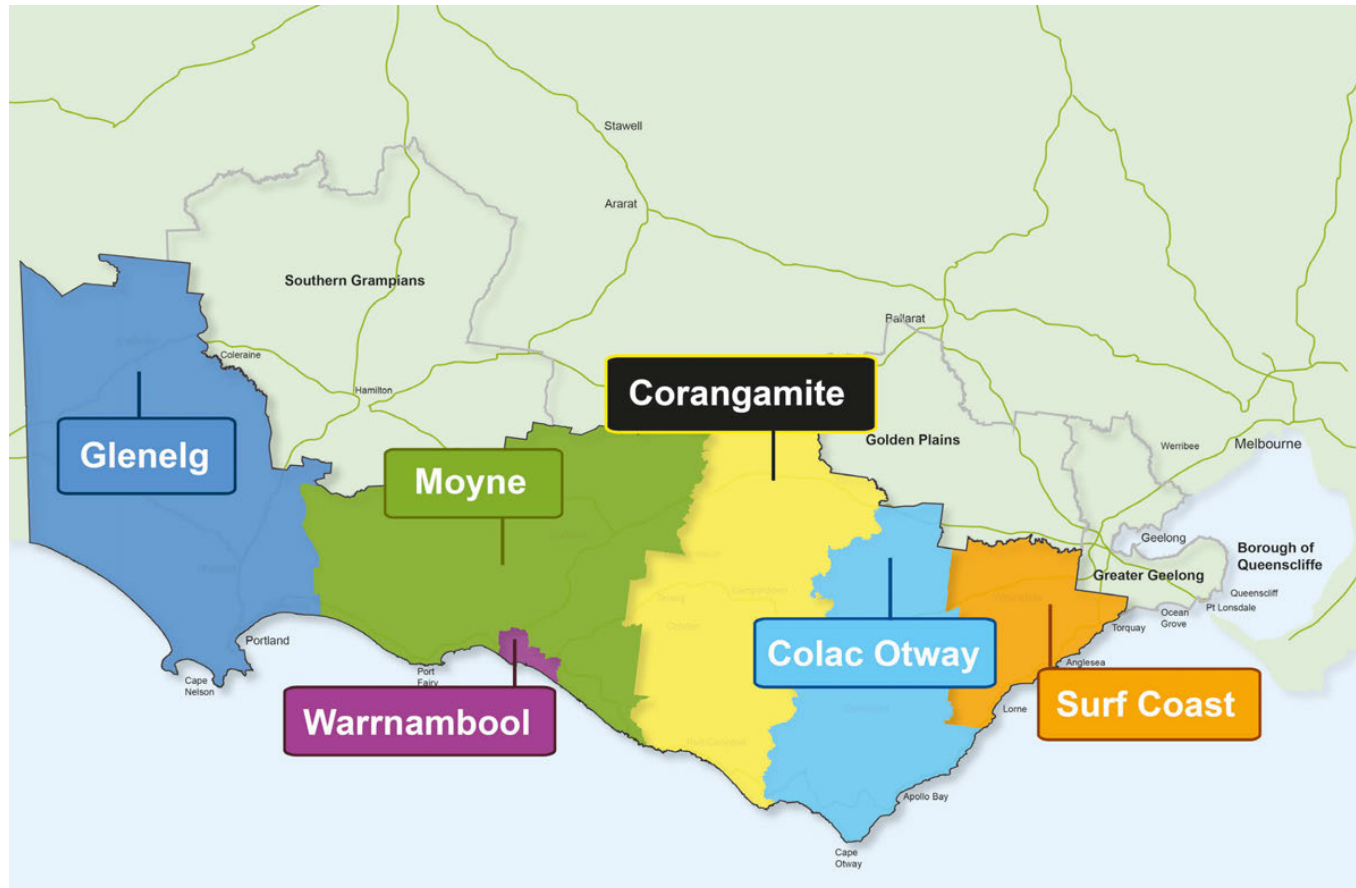 Stawell
Ararat
Southern Grampians
Ballarat
Coleraine
Hamilton
Corangamite
Golden Plains
Werribee
Melbourne
Glenelg
Moyne
Geelong
Borough of
Queenscliffe
Greater Geelong
Queenscliff
Pt Lonsdale
Ocean
Grove
Torquay
Portland
Colac Otway
Anglesea
Port
Fairy
Cape
Nelson
Warrnambool
Surf Coast
Lorne
Apollo Bay
Cape
Otway